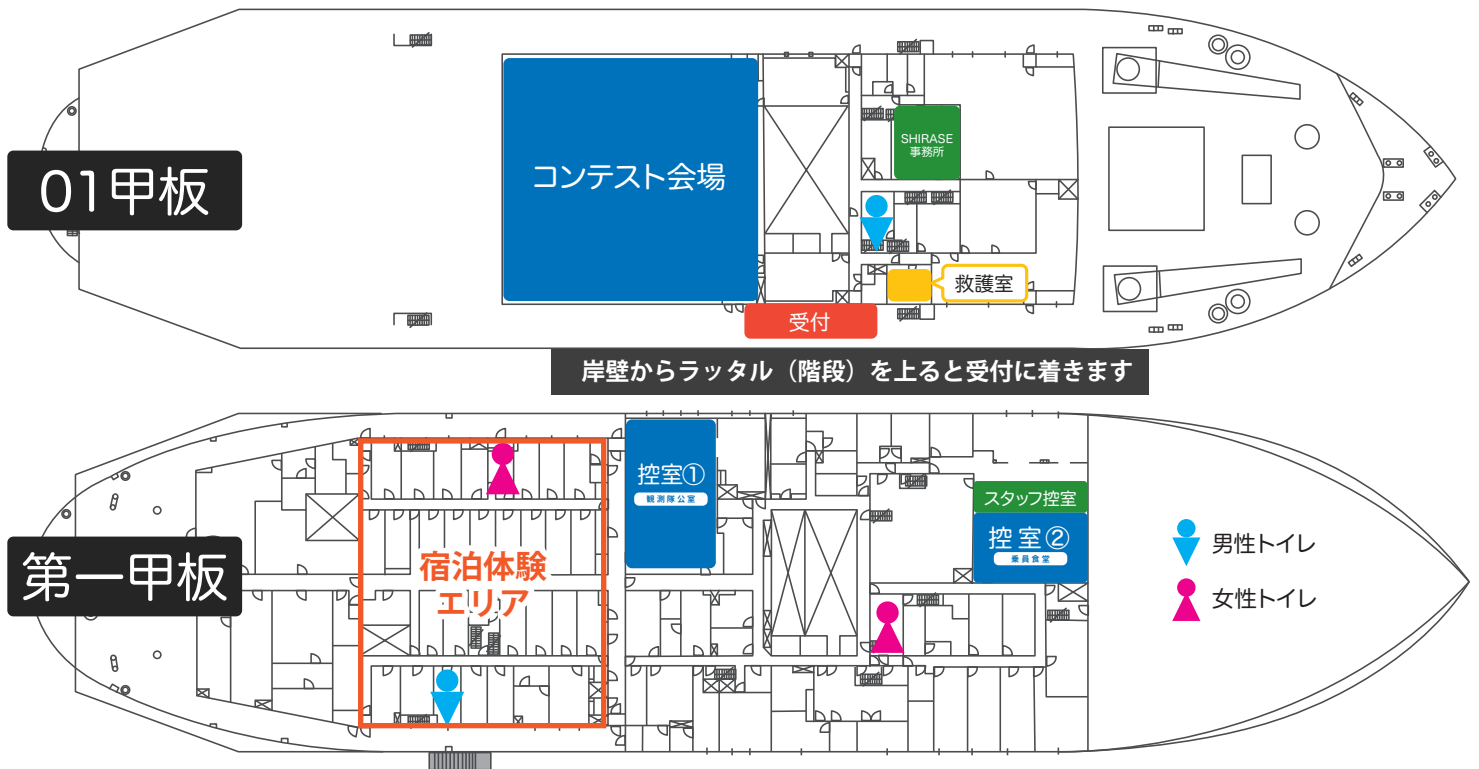 01甲板
コンテスト会場
SHIRASE
事務所
救護室
受付
岸壁からラッタル（階段）を上ると受付に着きます
第一甲板
宿泊体験
エリア
控室①
観測隊公室
スタッフ控室
控室②
乗員食堂
男性トイレ
女性トイレ